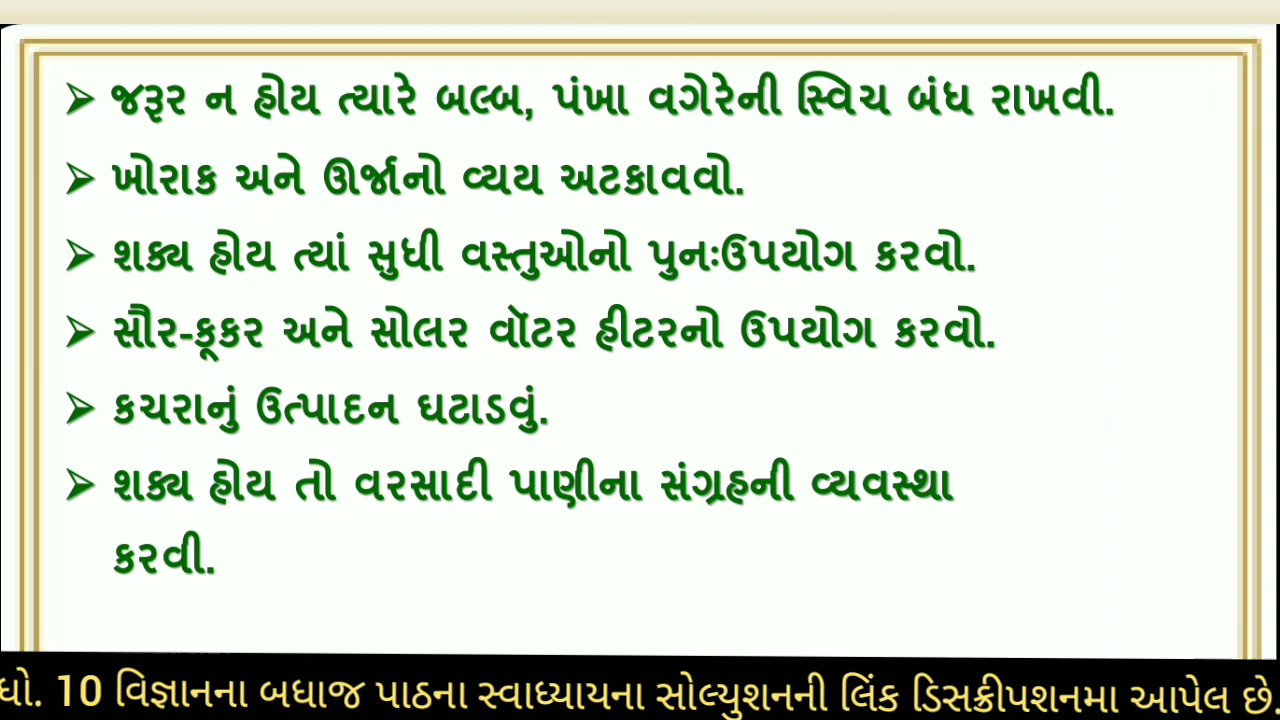 ➢ જરૂર ન હોય ત્યારે બલ્બ, પંખા વગેરેની સ્વિચ બંધ રાખવી.
➢ ખોરાક અને ઊર્જાનો વ્યય અટકાવવો.
➢ શક્ય હોય ત્યાં સુધી વસ્તુઓનો પુનઃઉપયોગ કરવો.
➢ સૌર-કૂકર અને સોલર વૉટર હીટરનો ઉપયોગ કરવો.
➢ કચરાનું ઉત્પાદન ઘટાડવું.
➢ શક્ય હોય તો વરસાદી પાણીના સંગ્રહની વ્યવસ્થા
કરવી.
ધો. 10 વિજ્ઞાનના બધાજ પાઠના સ્વાધ્યાયના સોલ્યુશનની લિંક ડિસક્રીપશનમા આપેલ છે.